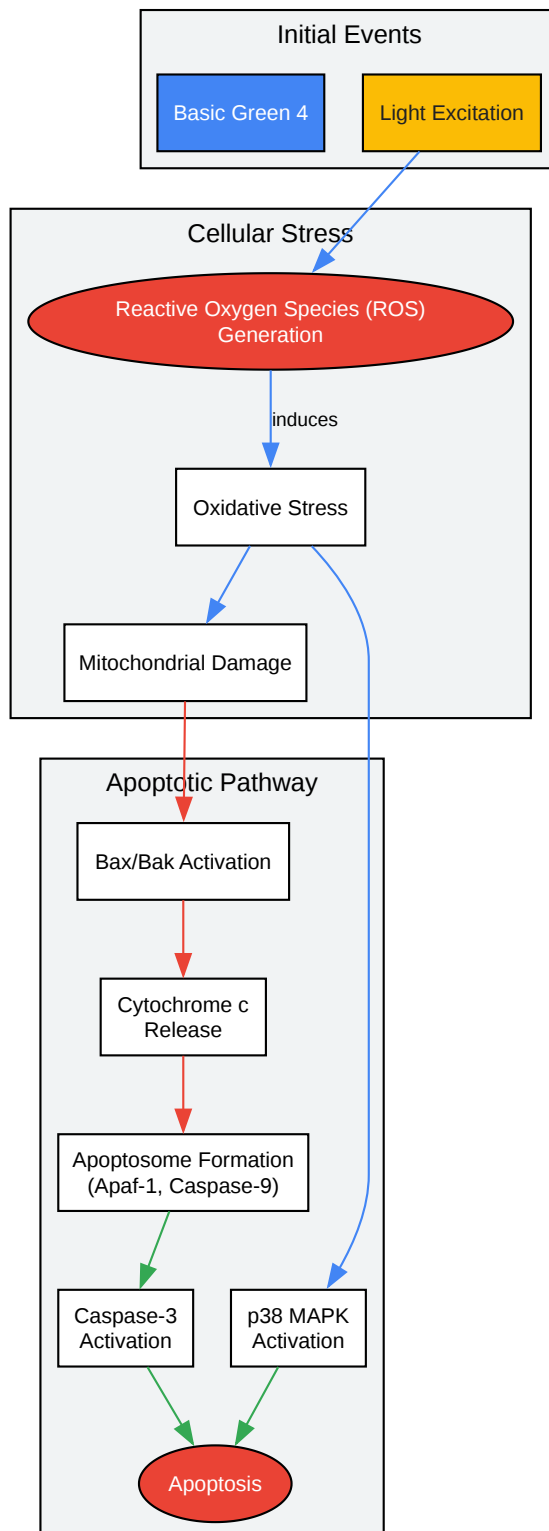 Initial Events
Basic Green 4
Light Excitation
Cellular Stress
Reactive Oxygen Species (ROS)
Generation
induces
Oxidative Stress
Mitochondrial Damage
Apoptotic Pathway
Bax/Bak Activation
Cytochrome c
Release
Apoptosome Formation
(Apaf-1, Caspase-9)
Caspase-3
Activation
p38 MAPK
Activation
Apoptosis